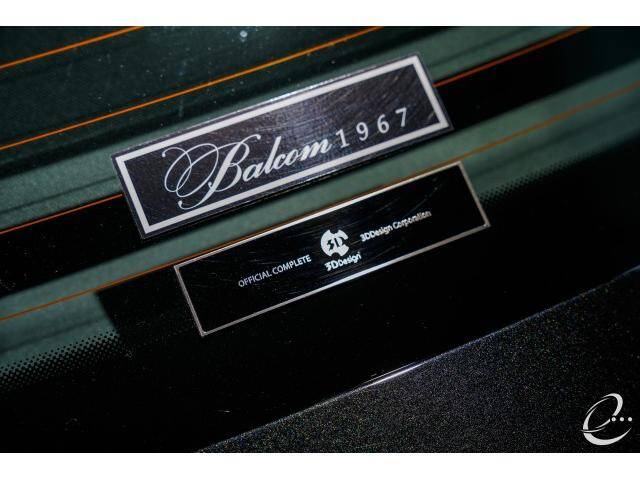 Balcom 1967
OFFICIAL COMPLETE
3D
3DDesign
3DDesign Corporation